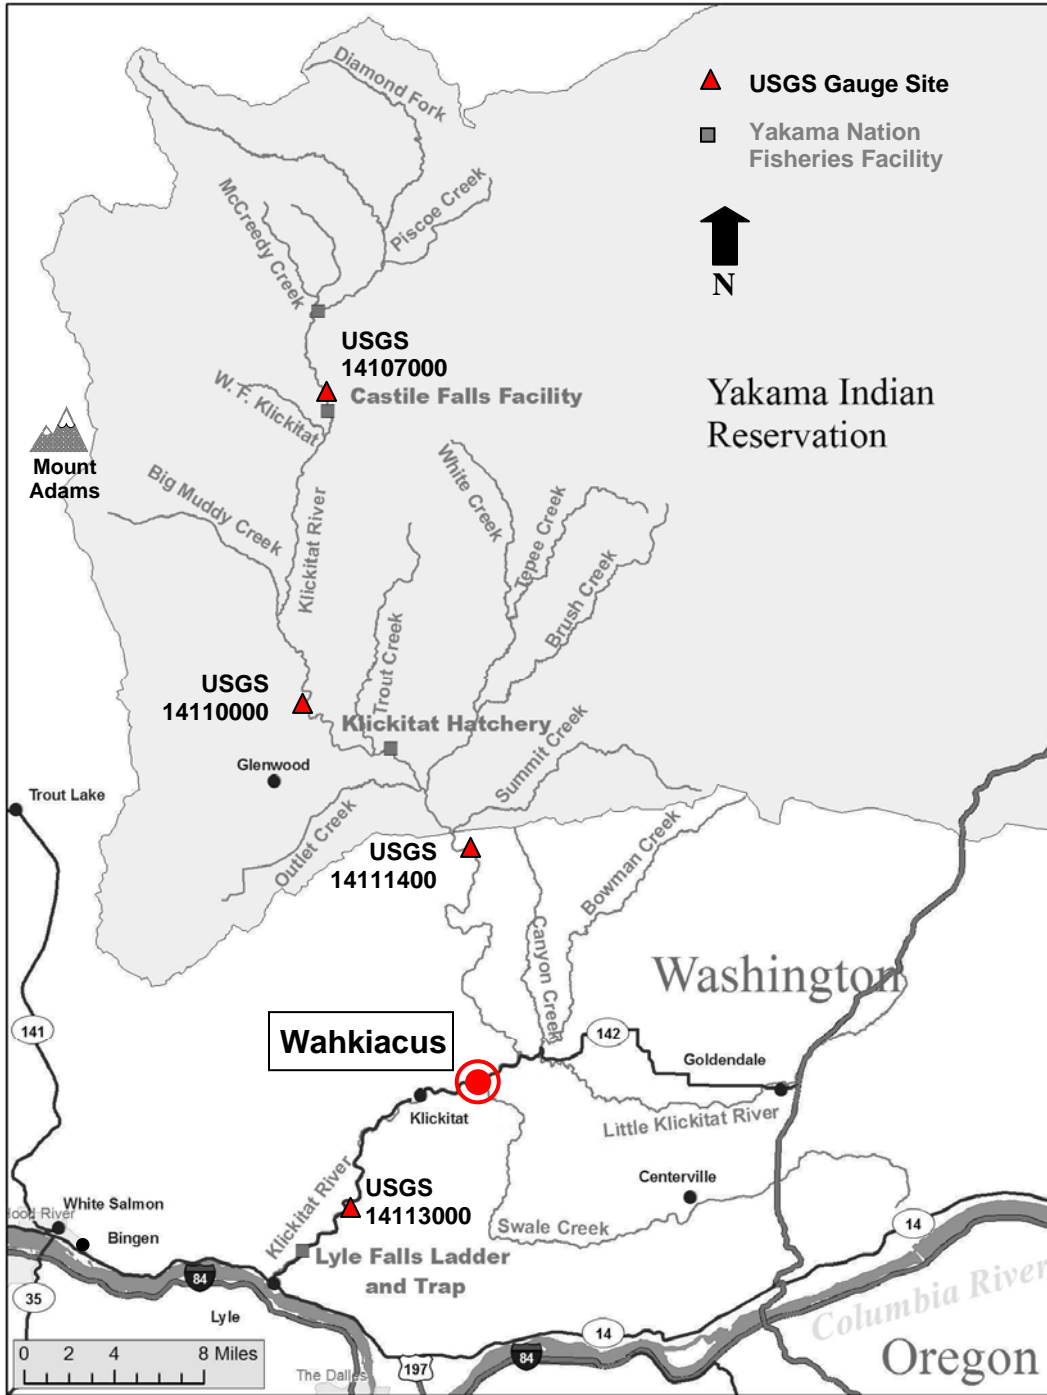 Diamond Fork
USGS Gauge Site
Yakama Nation
Fisheries Facility
McCreedy Creek
Piscoe Creek
N
USGS
14107000
Castile Falls Facility
W. F. Klickitat
Yakama Indian
Reservation
Mount
Adams
Big Muddy Creek
Klickitat River
White Creek
Tepee Creek
Brush Creek
Trout Creek
USGS
14110000
Klickitat Hatchery
Glenwood
Summit Creek
Trout Lake
Outlet Creek
USGS
14111400
Bowman Creek
Canyon Creek
Washington
141
Wahkiacus
142
Goldendale
Klickitat
Little Klickitat River
Centerville
Klickitat River
USGS
14113000
Swale Creek
White Salmon
Hood River
Bingen
14
Lyle Falls Ladder
and Trap
84
35
Lyle
Columbia River
14
0 2 4 8 Miles
197
84
The Dalles
Oregon